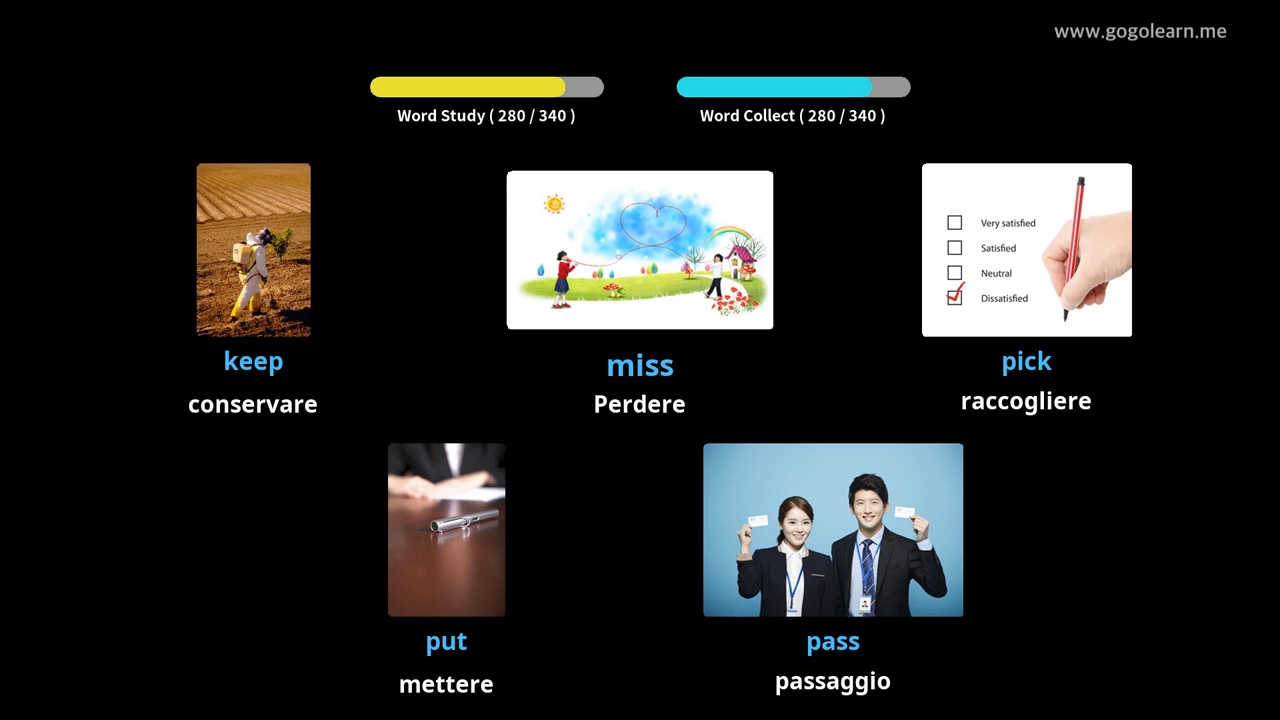 www.gogolearn.me
Word Study ( 280 / 340 )
Word Collect ( 280 / 340 )
Very satisfied
Satisfied
Neutral
Dissatisfied
keep
miss
pick
conservare
Perdere
raccogliere
put
pass
mettere
passaggio